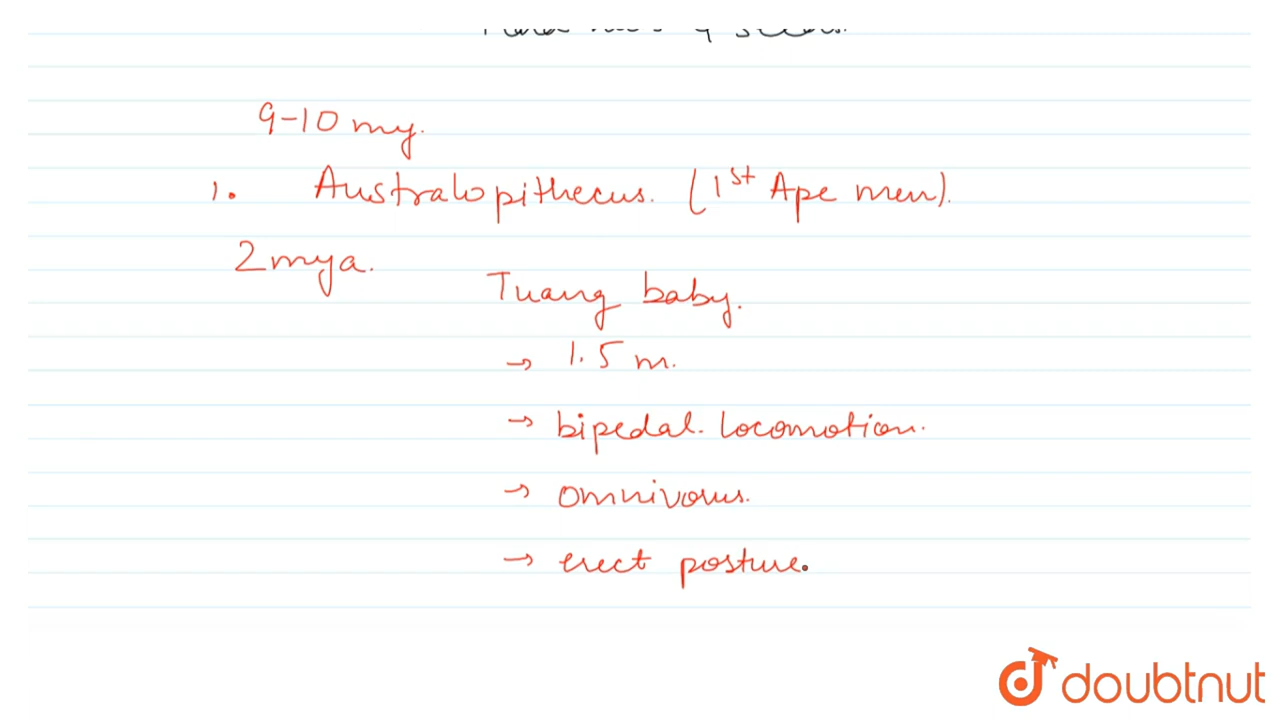 9-10 my.
1. Australopithecus. (1st Ape men).
2mya.
Tuang baby.
→ 1.5 m.
→ bipedal. locomotion.
→ omnivorus.
→ erect posture.
doubtnut